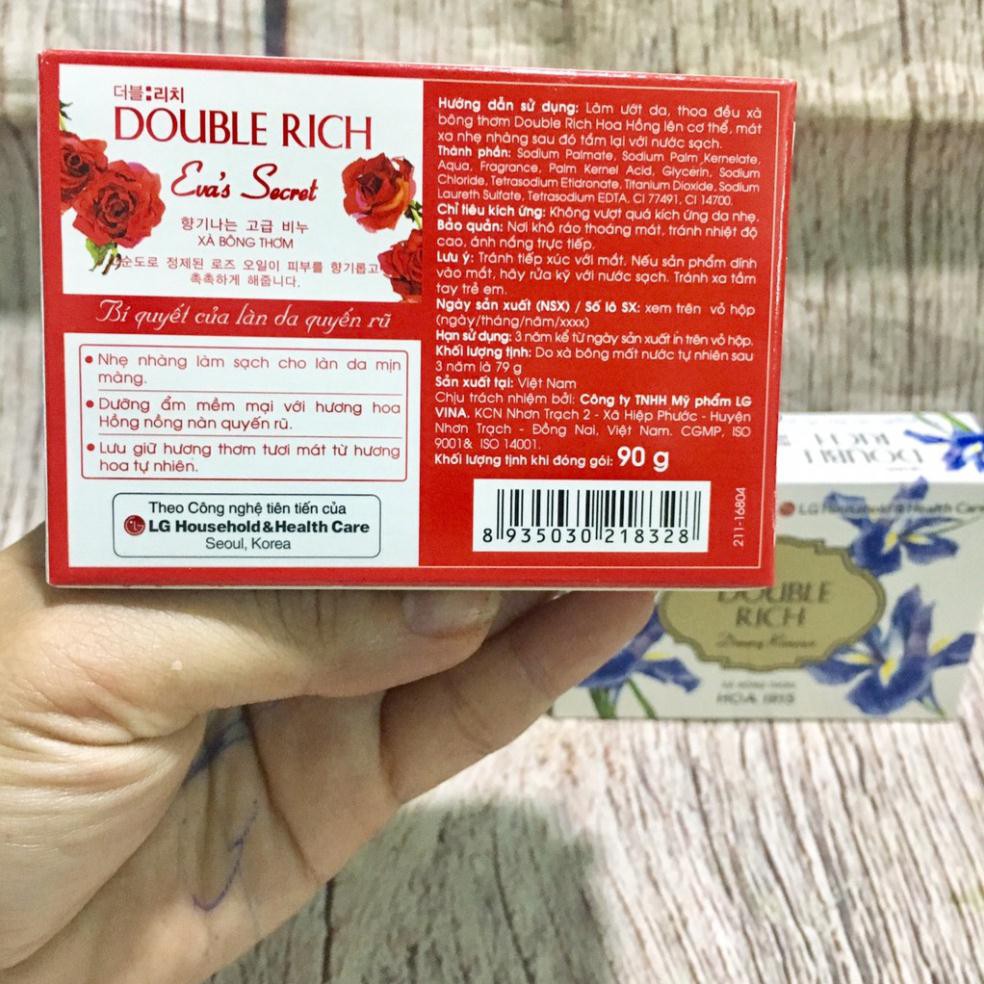 더블:리치
DOUBLE RICH
Eva's Secret
향기나는 고급 비누
XÀ BÔNG THƠM
순도로 정제된 로즈 오일이 피부를 향기롭고
촉촉하게 해줍니다.
Bí quyết của làn da quyến rũ
• Nhẹ nhàng làm sạch cho làn da mịn
màng.
• Dưỡng ẩm mềm mại với hương hoa
Hồng nồng nàn quyến rũ.
• Lưu giữ hương thơm tươi mát từ hương
hoa tự nhiên.
Theo Công nghệ tiên tiến của
LG Household & Health Care
Seoul, Korea
Hướng dẫn sử dụng: Làm ướt da, thoa đều xà
bông thơm Double Rich Hoa Hồng lên cơ thể, mát
xa nhẹ nhàng sau đó tắm lại với nước sạch.
Thành phần: Sodium Palmate, Sodium Palm Kernelate,
Aqua, Fragrance, Palm Kernel Acid, Glycerin, Sodium
Chloride, Tetrasodium Etidronate, Titanium Dioxide, Sodium
Laureth Sulfate, Tetrasodium EDTA, CI 77491, CI 14700.
Chỉ tiêu kích ứng: Không vượt quá kích ứng da nhẹ.
Bảo quản: Nơi khô ráo thoáng mát, tránh nhiệt độ
cao, ánh nắng trực tiếp.
Lưu ý: Tránh tiếp xúc với mắt. Nếu sản phẩm dính
vào mắt, hãy rửa kỹ với nước sạch. Tránh xa tầm
tay trẻ em.
Ngày sản xuất (NSX) / Số lô SX: xem trên vỏ hộp
(ngày/tháng/năm/xxxx)
Hạn sử dụng: 3 năm kể từ ngày sản xuất in trên vỏ hộp.
Khối lượng tịnh: Do xà bông mất nước tự nhiên sau
3 năm là 79 g
Sản xuất tại: Việt Nam
Chịu trách nhiệm bởi: Công ty TNHH Mỹ phẩm LG
VINA. KCN Nhơn Trạch 2 - Xã Hiệp Phước - Huyện
Nhơn Trạch - Đồng Nai, Việt Nam. CGMP, ISO
9001& ISO 14001.
Khối lượng tịnh khi đóng gói: 90 g
8 935030 218328
211-16804
DOUBLE
RICH
LG Household & Health Care
DOUBLE
RICH
HOA IRIS